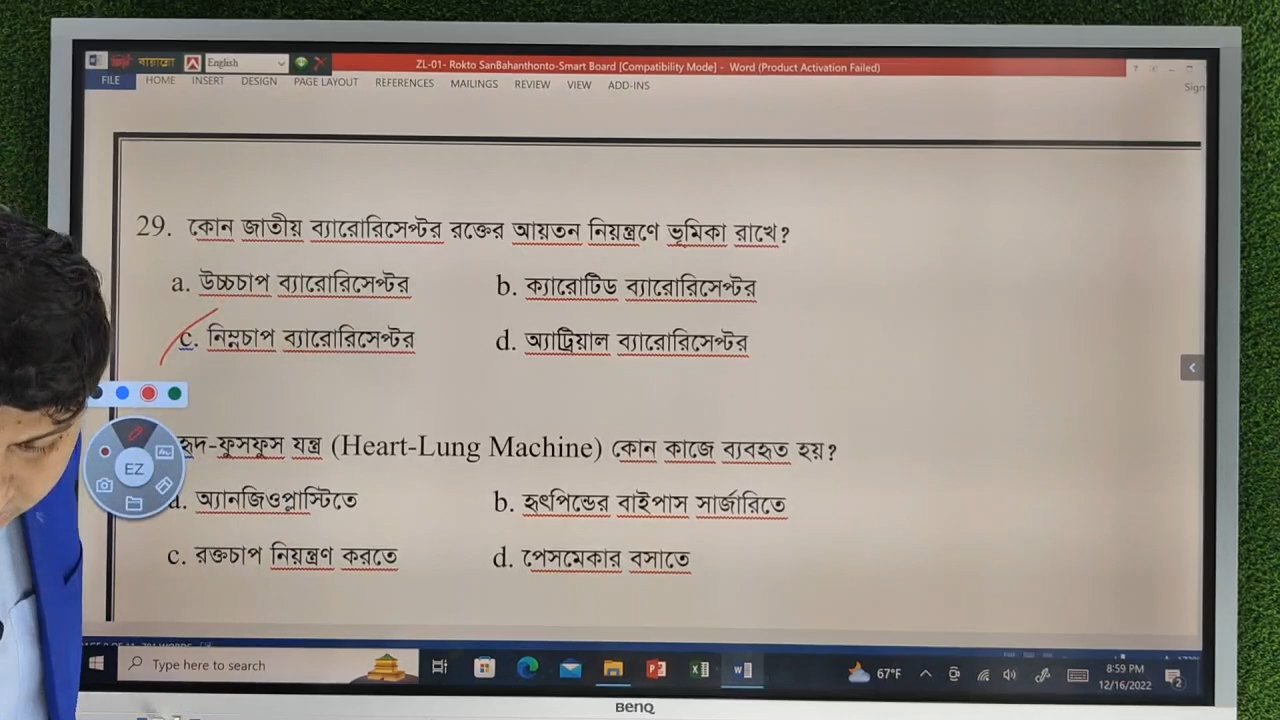 বায়ান্নো English
ZL-01- Rokto SanBahanthonto-Smart Board [Compatibility Mode] - Word (Product Activation Failed)
FILE HOME INSERT DESIGN PAGE LAYOUT REFERENCES MAILINGS REVIEW VIEW ADD-INS Sign
29. কোন জাতীয় ব্যারোরিসেপ্টর রক্তের আয়তন নিয়ন্ত্রণে ভূমিকা রাখে?
a. উচ্চচাপ ব্যারোরিসেপ্টর b. ক্যারোটিড ব্যারোরিসেপ্টর
c. নিম্নচাপ ব্যারোরিসেপ্টর d. অ্যাট্রিয়াল ব্যারোরিসেপ্টর
হৃদ-ফুসফুস যন্ত্র (Heart-Lung Machine) কোন কাজে ব্যবহৃত হয়?
EZ
a. অ্যানজিওপ্লাস্টিতে b. হৃৎপিন্ডের বাইপাস সার্জারিতে
c. রক্তচাপ নিয়ন্ত্রণ করতে d. পেসমেকার বসাতে
Type here to search 67°F 8:59 PM
12/16/2022 2
BenQ